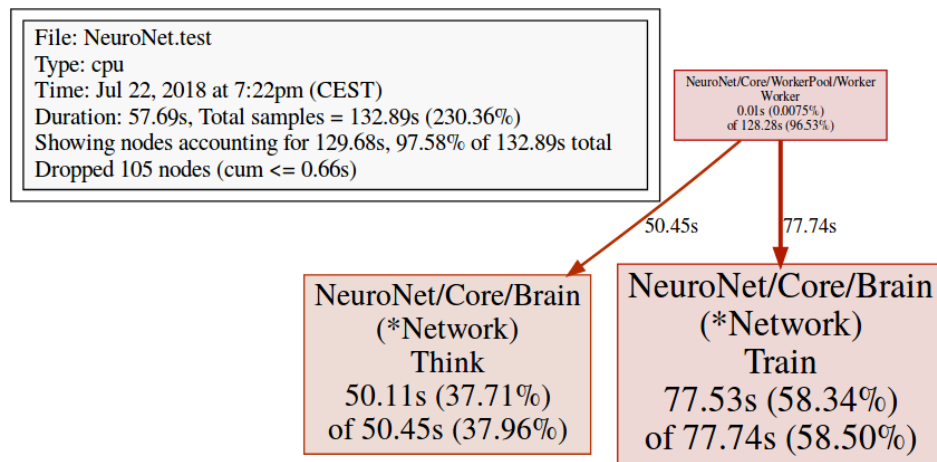 File: NeuroNet.test
Type: cpu
Time: Jul 22, 2018 at 7:22pm (CEST)
Duration: 57.69s, Total samples = 132.89s (230.36%)
Showing nodes accounting for 129.68s, 97.58% of 132.89s total
Dropped 105 nodes (cum <= 0.66s)
NeuroNet/Core/WorkerPool/Worker
Worker
0.01s (0.0075%)
of 128.28s (96.53%)
50.45s
77.74s
NeuroNet/Core/Brain
(*Network)
Think
50.11s (37.71%)
of 50.45s (37.96%)
NeuroNet/Core/Brain
(*Network)
Train
77.53s (58.34%)
of 77.74s (58.50%)